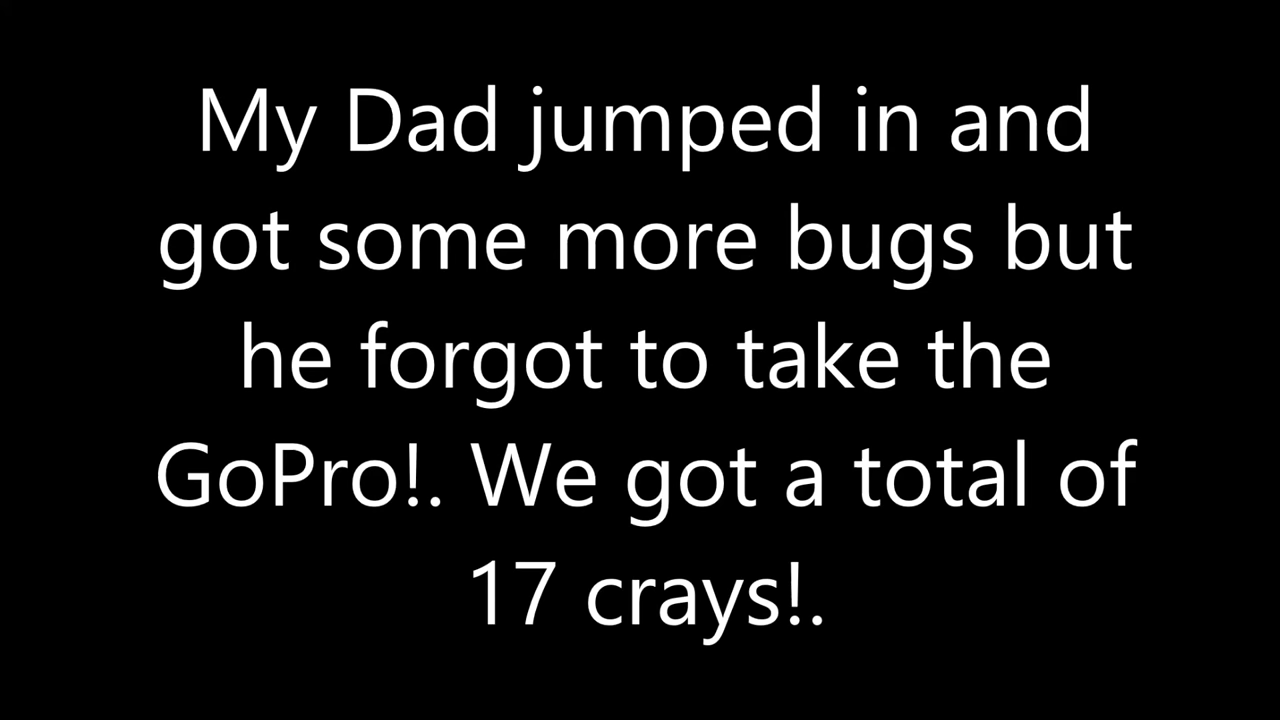 My Dad jumped in and
got some more bugs but
he forgot to take the
GoPro!. We got a total of
17 crays!.